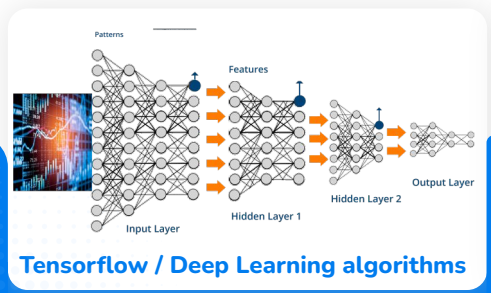 Patterns
Features
Input Layer
Hidden Layer 1
Hidden Layer 2
Output Layer
Tensorflow / Deep Learning algorithms